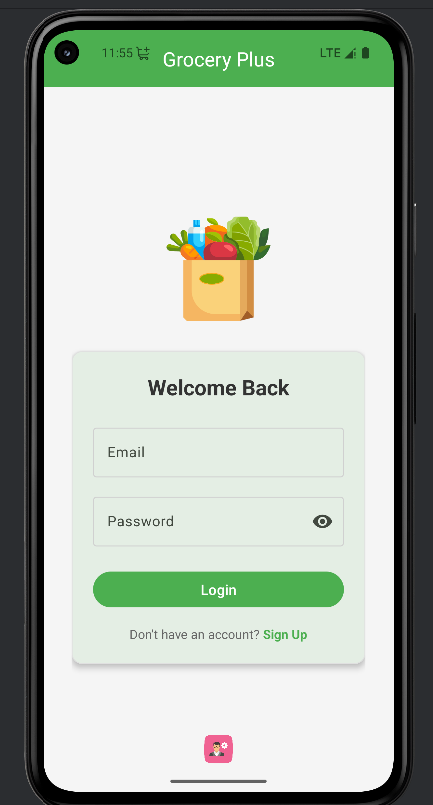 11:55
Grocery Plus
LTE
Welcome Back
Email
Password
Login
Don't have an account? Sign Up